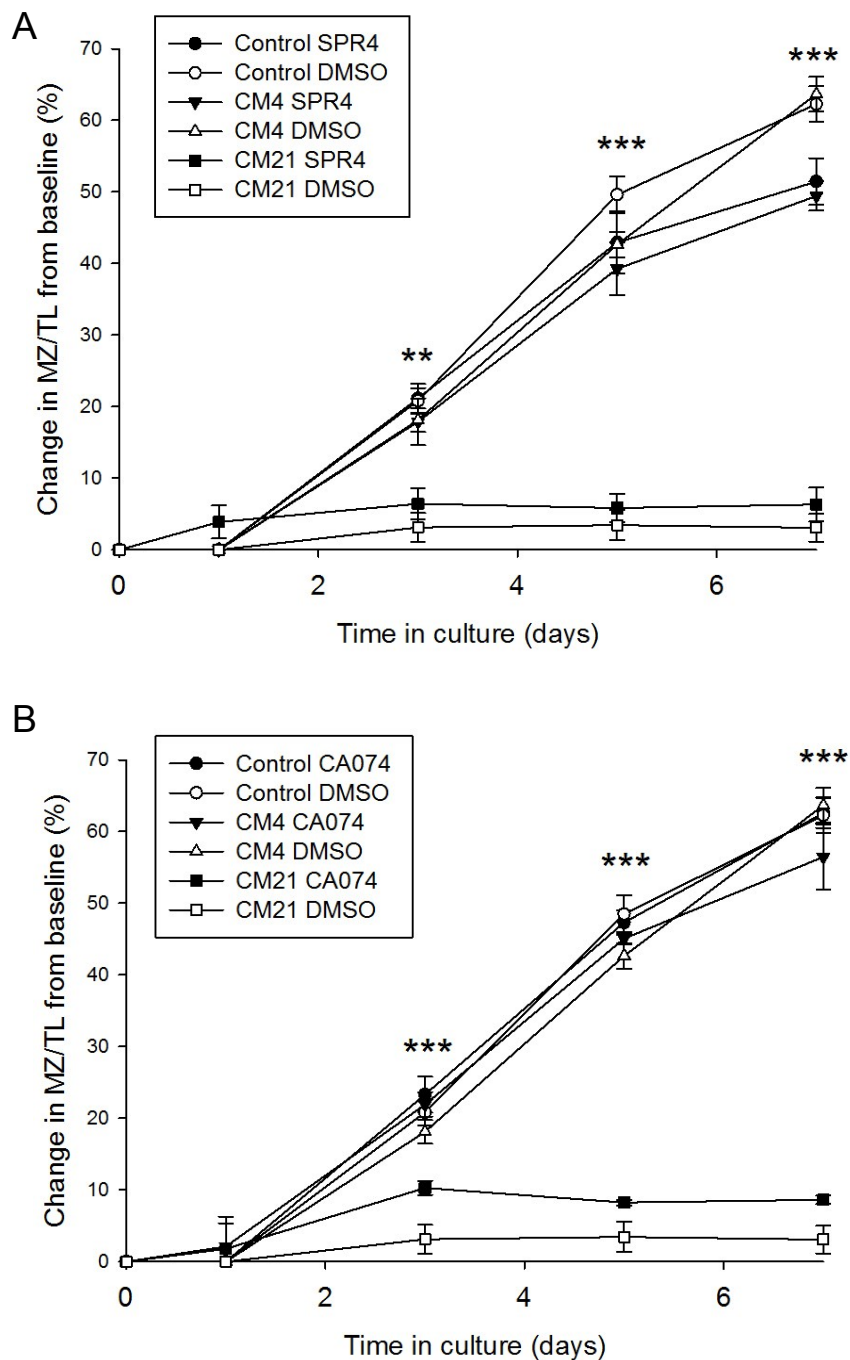 A
Control SPR4
Control DMSO
CM4 SPR4
CM4 DMSO
CM21 SPR4
CM21 DMSO
Change in MZ/TL from baseline (%)
70
60
50
40
30
20
10
0
**
***
***
0 2 4 6
Time in culture (days)
B
Control CA074
Control DMSO
CM4 CA074
CM4 DMSO
CM21 CA074
CM21 DMSO
Change in MZ/TL from baseline (%)
70
60
50
40
30
20
10
0
***
***
***
0 2 4 6
Time in culture (days)